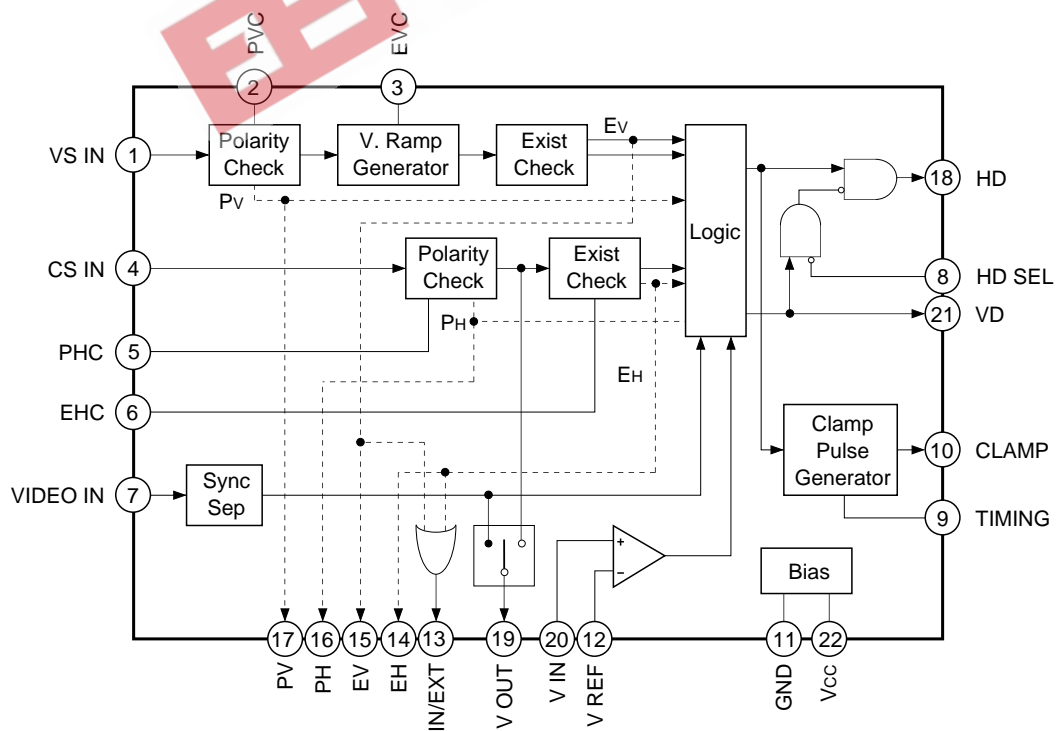 PVC
EVC
2
3
VS IN
1
Polarity
Check
V. Ramp
Generator
Exist
Check
EV
PV
Logic
18
HD
CS IN
4
Polarity
Check
Exist
Check
8
HD SEL
21
VD
PH
PHC
5
EH
EHC
6
Clamp
Pulse
Generator
10
CLAMP
VIDEO IN
7
Sync
Sep
9
TIMING
+
−
Bias
17
16
15
14
13
19
20
12
11
22
PV
PH
EV
EH
IN/EXT
V OUT
V IN
V REF
GND
VCC